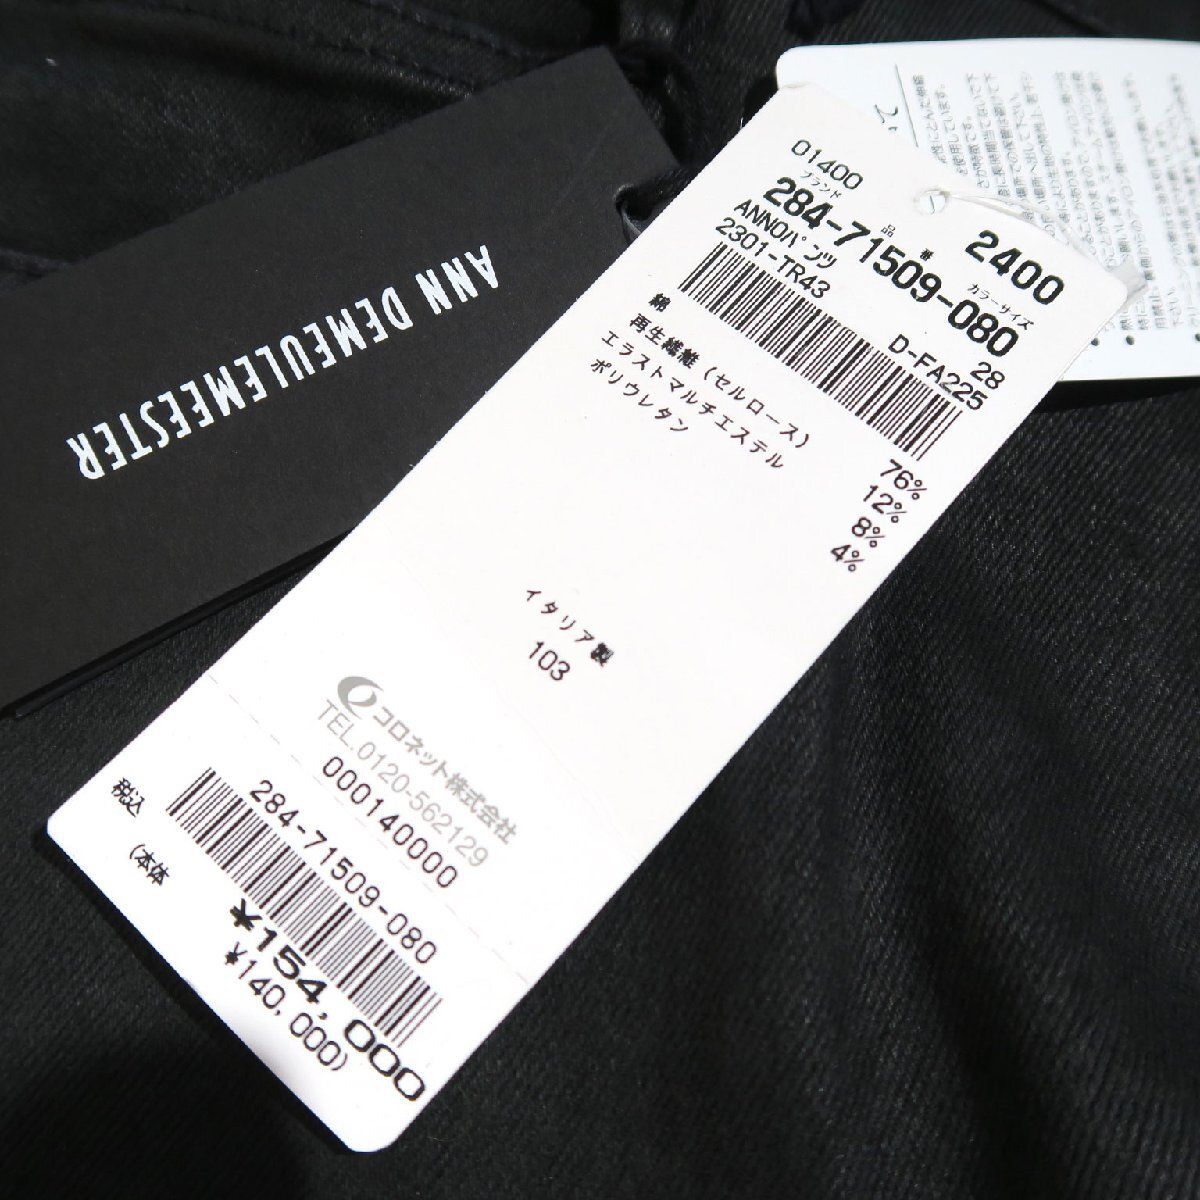 ANN DEMEULEMEESTER
01400
2400
ブランド 品番 カラーサイズ
284-71509-080
ANNOパンツ 28
2301-TR43 D-FA225
綿 76%
再生繊維(セルロース) 12%
エラストマルチエステル 8%
ポリウレタン 4%
イタリア製
103
コロネット株式会社
TEL.0120-562129
000140000
284-71509-080
税込 ¥154,000
(本体 ¥140,000)